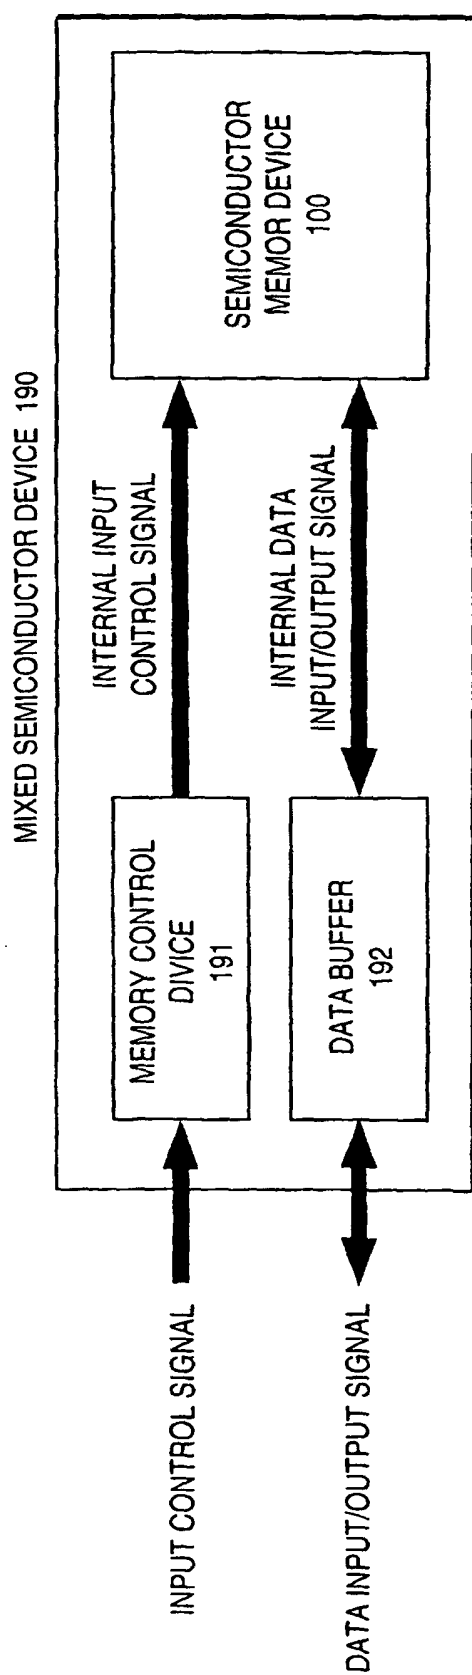 MIXED SEMICONDUCTOR DEVICE 190
INPUT CONTROL SIGNAL
MEMORY CONTROL
DIVICE
191
INTERNAL INPUT
CONTROL SIGNAL
SEMICONDUCTOR
MEMOR DEVICE
100
DATA INPUT/OUTPUT SIGNAL
DATA BUFFER
192
INTERNAL DATA
INPUT/OUTPUT SIGNAL